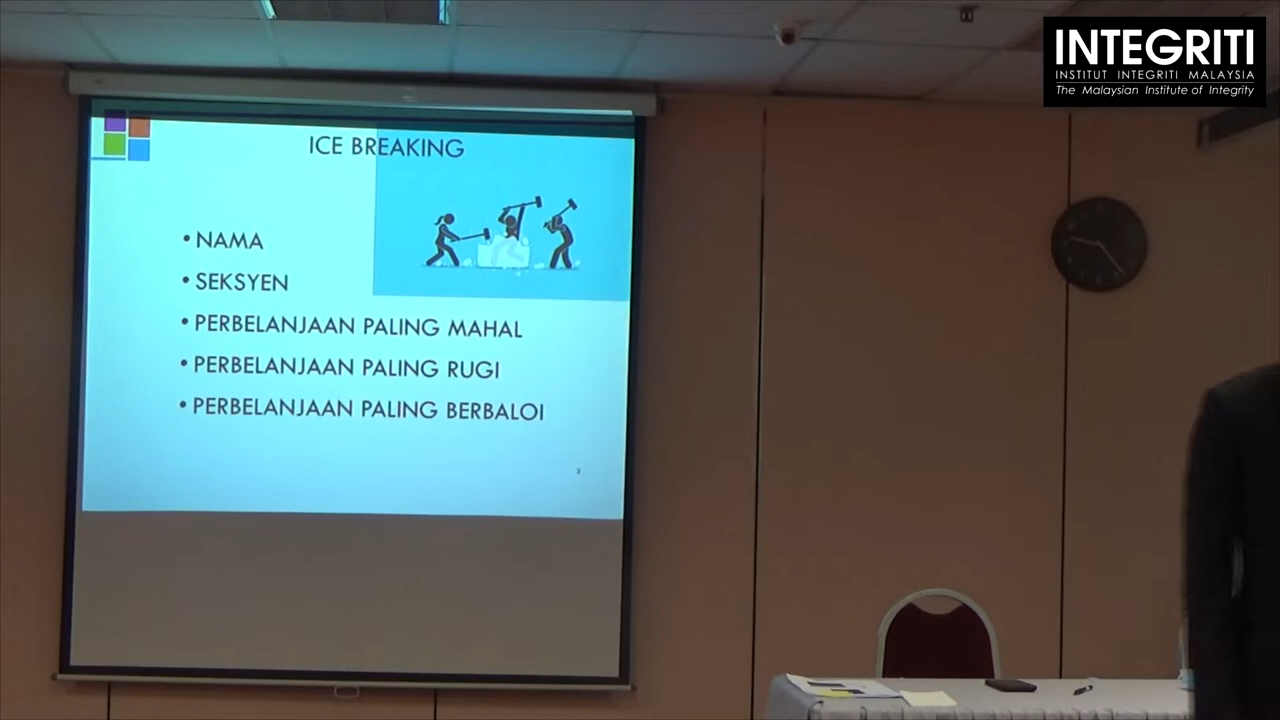 INTEGRITI
INSTITUT INTEGRITI MALAYSIA
The Malaysian Institute of Integrity
ICE BREAKING
• NAMA
• SEKSYEN
• PERBELANJAAN PALING MAHAL
• PERBELANJAAN PALING RUGI
• PERBELANJAAN PALING BERBALOI
3